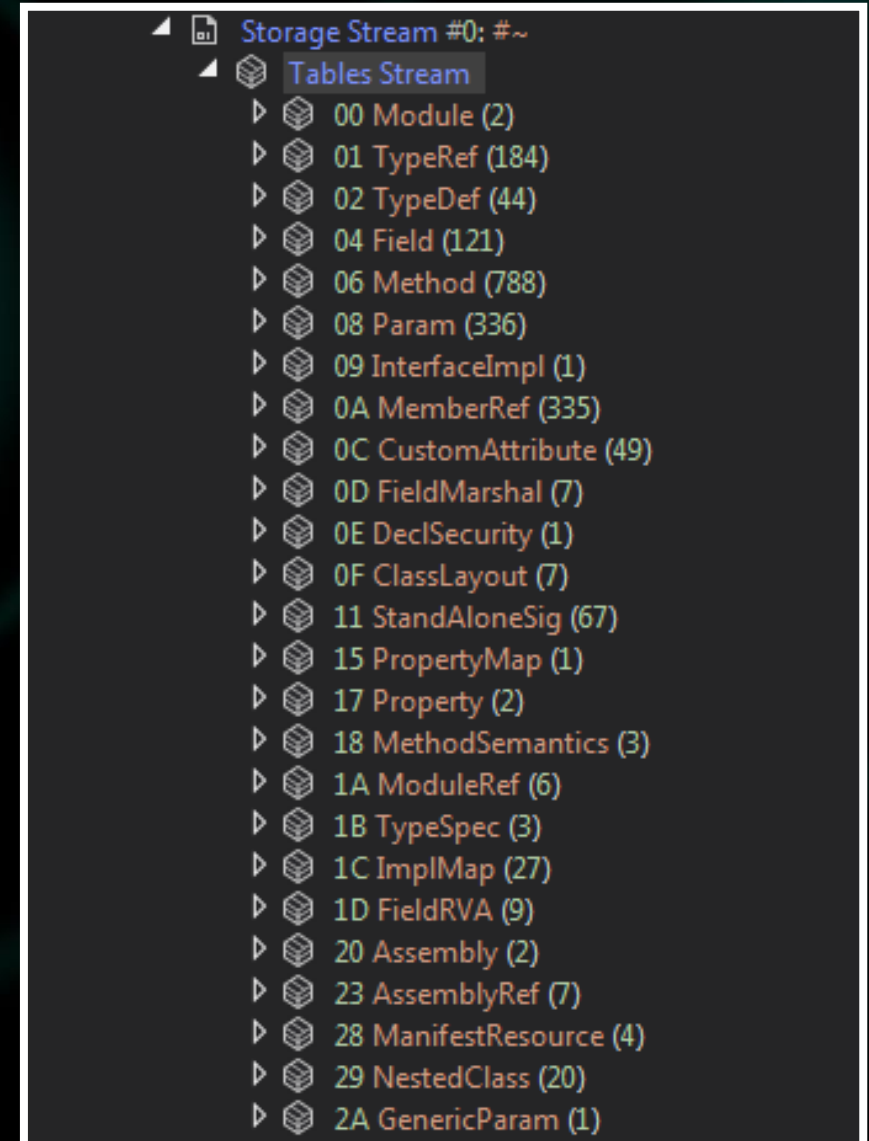 Storage Stream #0: #~
Tables Stream
00 Module (2)
01 TypeRef (184)
02 TypeDef (44)
04 Field (121)
06 Method (788)
08 Param (336)
09 InterfaceImpl (1)
0A MemberRef (335)
0C CustomAttribute (49)
0D FieldMarshal (7)
0E DeclSecurity (1)
0F ClassLayout (7)
11 StandAloneSig (67)
15 PropertyMap (1)
17 Property (2)
18 MethodSemantics (3)
1A ModuleRef (6)
1B TypeSpec (3)
1C ImplMap (27)
1D FieldRVA (9)
20 Assembly (2)
23 AssemblyRef (7)
28 ManifestResource (4)
29 NestedClass (20)
2A GenericParam (1)